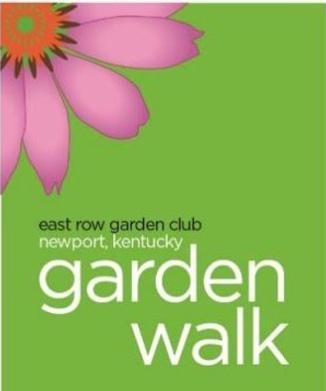 east row garden club
newport, kentucky
garden
walk